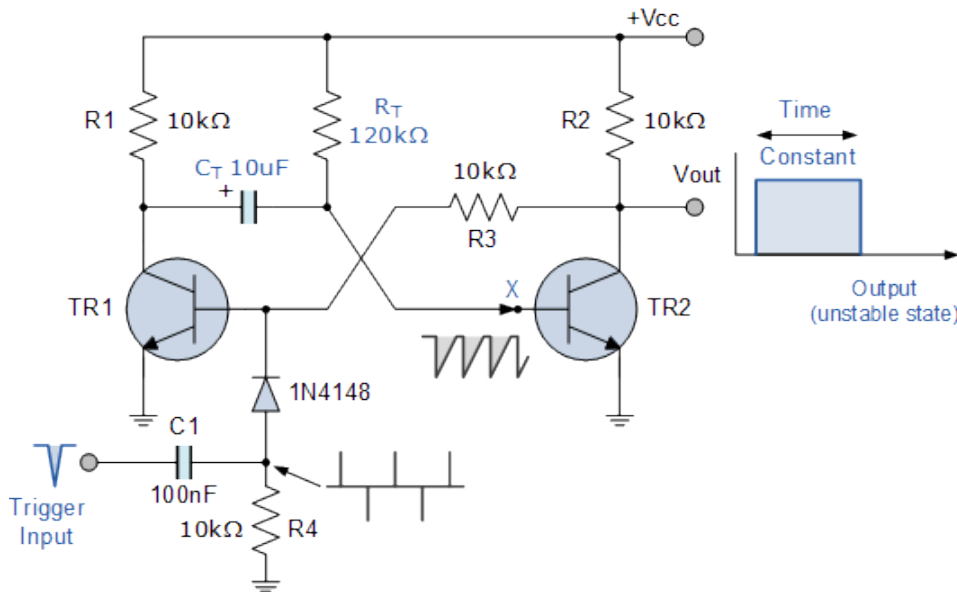 +Vcc
R1
10kΩ
RT
120kΩ
R2
10kΩ
Time
Constant
CT 10uF
+
10kΩ
R3
Vout
TR1
X
TR2
Output
(unstable state)
1N4148
C1
100nF
Trigger
Input
10kΩ
R4